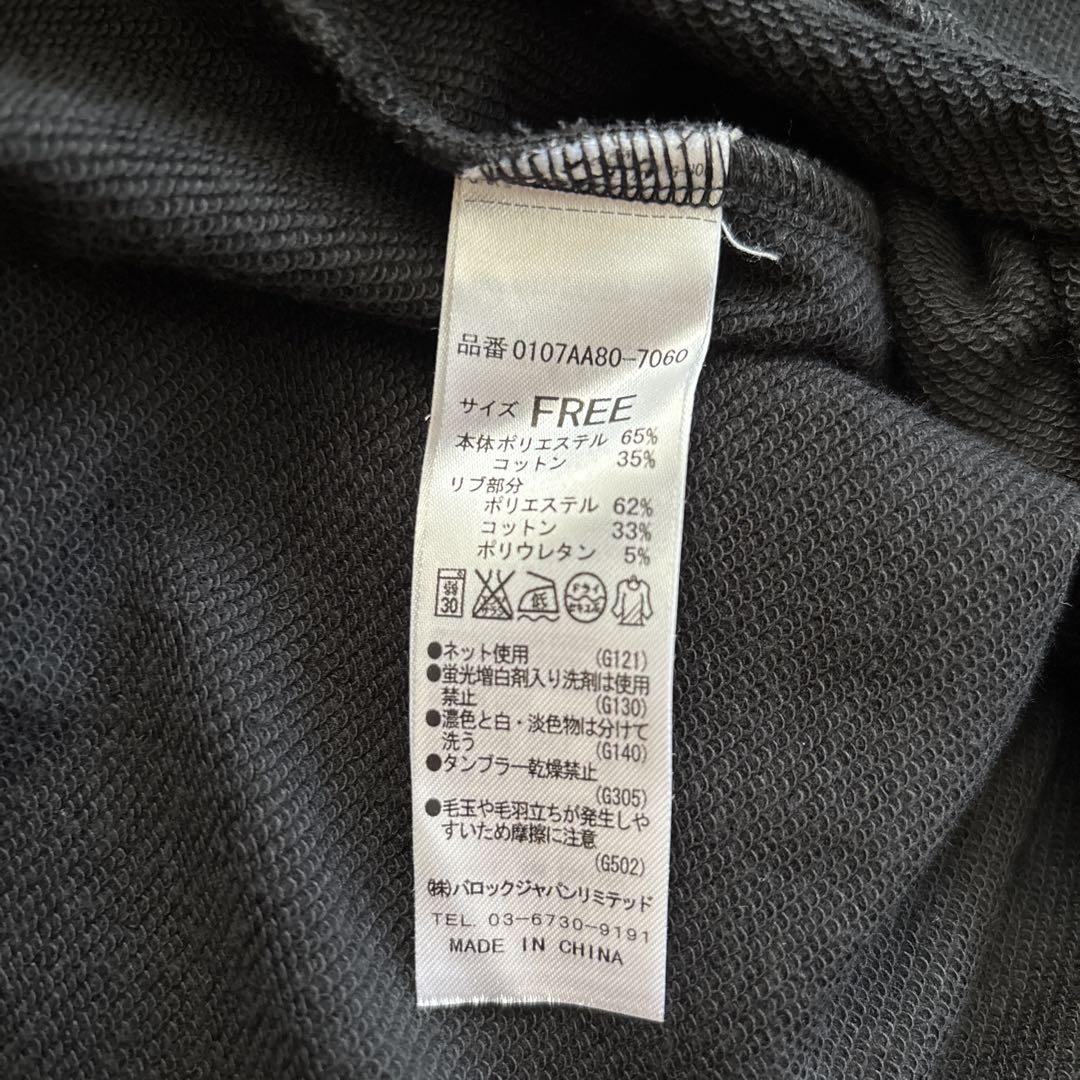 品番 0107AA80-7060
サイズ FREE
本体ポリエステル 65%
コットン 35%
リブ部分
ポリエステル 62%
コットン 33%
ポリウレタン 5%
弱 30 低 ドライ
●ネット使用 (G121)
●蛍光増白剤入り洗剤は使用
禁止 (G130)
●濃色と白・淡色物は分けて
洗う (G140)
●タンブラー乾燥禁止
(G305)
●毛玉や毛羽立ちが発生しや
すいため摩擦に注意
(G502)
㈱バロックジャパンリミテッド
TEL. 03-6730-9191
MADE IN CHINA